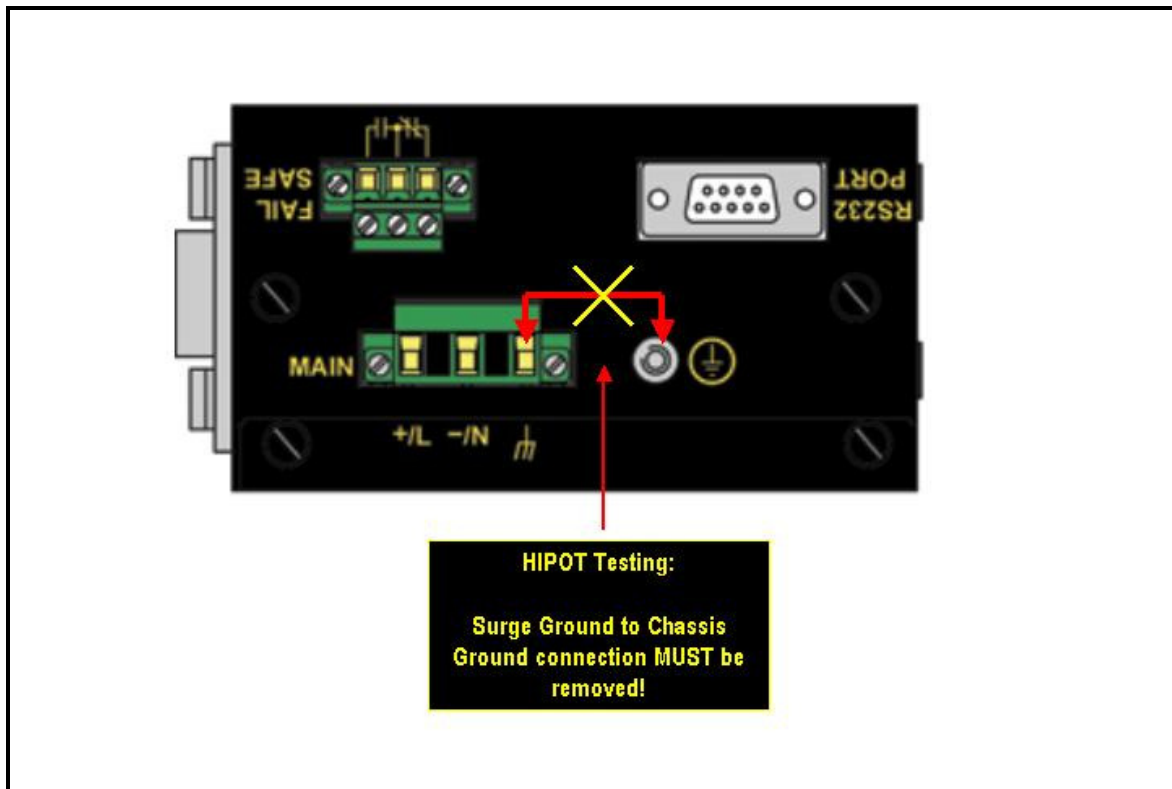 FAIL
SAFE
RS232
PORT
MAIN
+/L
−/N
HIPOT Testing:
Surge Ground to Chassis
Ground connection MUST be
removed!